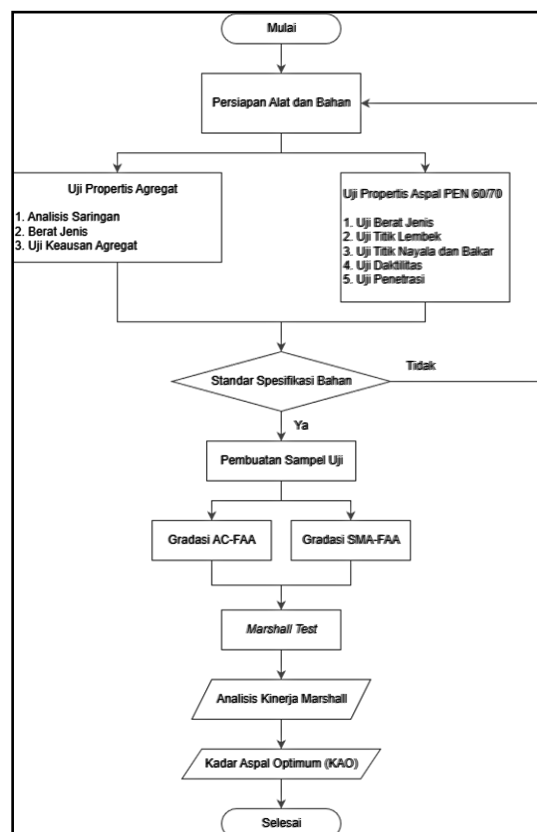 Mulai
Persiapan Alat dan Bahan
Uji Propertis Agregat
1. Analisis Saringan
2. Berat Jenis
3. Uji Keausan Agregat
Uji Propertis Aspal PEN 60/70
1. Uji Berat Jenis
2. Uji Titik Lembek
3. Uji Titik Nayala dan Bakar
4. Uji Daktilitas
5. Uji Penetrasi
Standar Spesifikasi Bahan
Tidak
Ya
Pembuatan Sampel Uji
Gradasi AC-FAA
Gradasi SMA-FAA
Marshall Test
Analisis Kinerja Marshall
Kadar Aspal Optimum (KAO)
Selesai